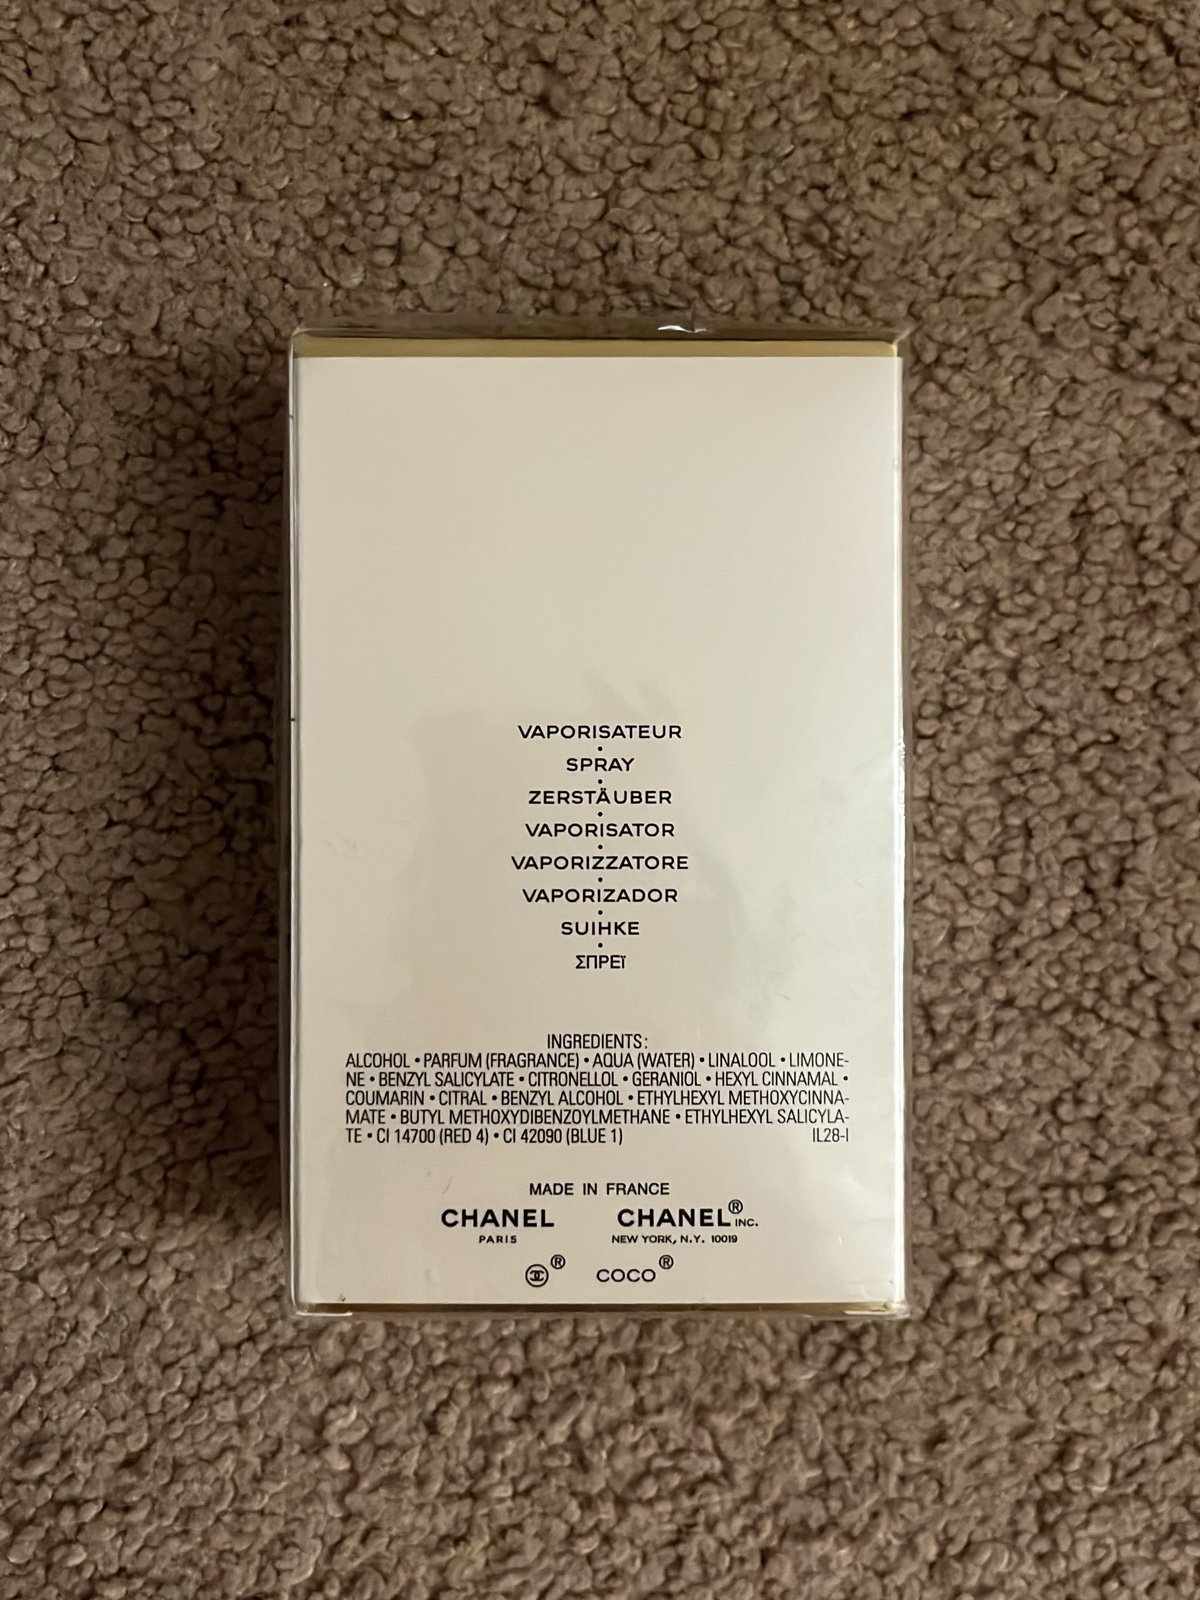 VAPORISATEUR
•
SPRAY
•
ZERSTÄUBER
•
VAPORISATOR
•
VAPORIZZATORE
•
VAPORIZADOR
•
SUIHKE
•
ΣΠΡΕΪ
INGREDIENTS:
ALCOHOL • PARFUM (FRAGRANCE) • AQUA (WATER) • LINALOOL • LIMONE-
NE • BENZYL SALICYLATE • CITRONELLOL • GERANIOL • HEXYL CINNAMAL •
COUMARIN • CITRAL • BENZYL ALCOHOL • ETHYLHEXYL METHOXYCINNA-
MATE • BUTYL METHOXYDIBENZOYLMETHANE • ETHYLHEXYL SALICYLA-
TE • CI 14700 (RED 4) • CI 42090 (BLUE 1) IL28-I
MADE IN FRANCE
CHANEL CHANEL® INC.
PARIS NEW YORK, N.Y. 10019
® COCO®